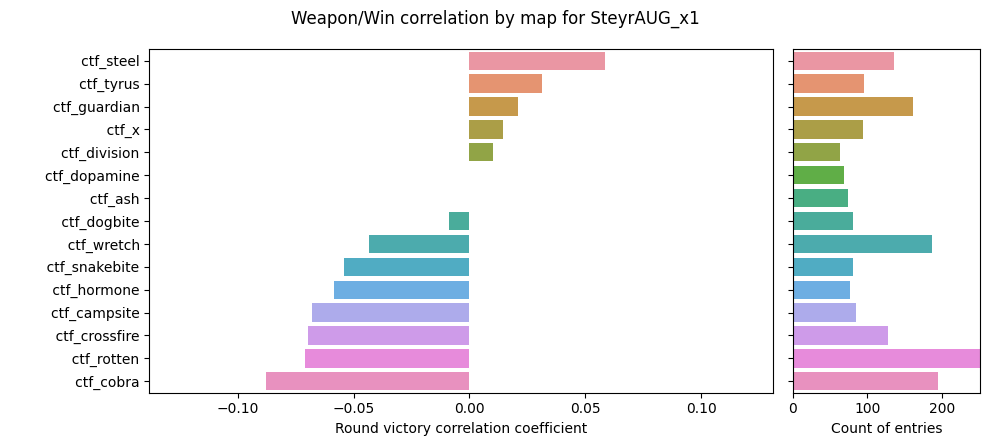 Weapon/Win correlation by map for SteyrAUG_x1
ctf_steel
ctf_tyrus
ctf_guardian
ctf_x
ctf_division
ctf_dopamine
ctf_ash
ctf_dogbite
ctf_wretch
ctf_snakebite
ctf_hormone
ctf_campsite
ctf_crossfire
ctf_rotten
ctf_cobra
−0.10 −0.05 0.00 0.05 0.10
Round victory correlation coefficient
0 100 200
Count of entries